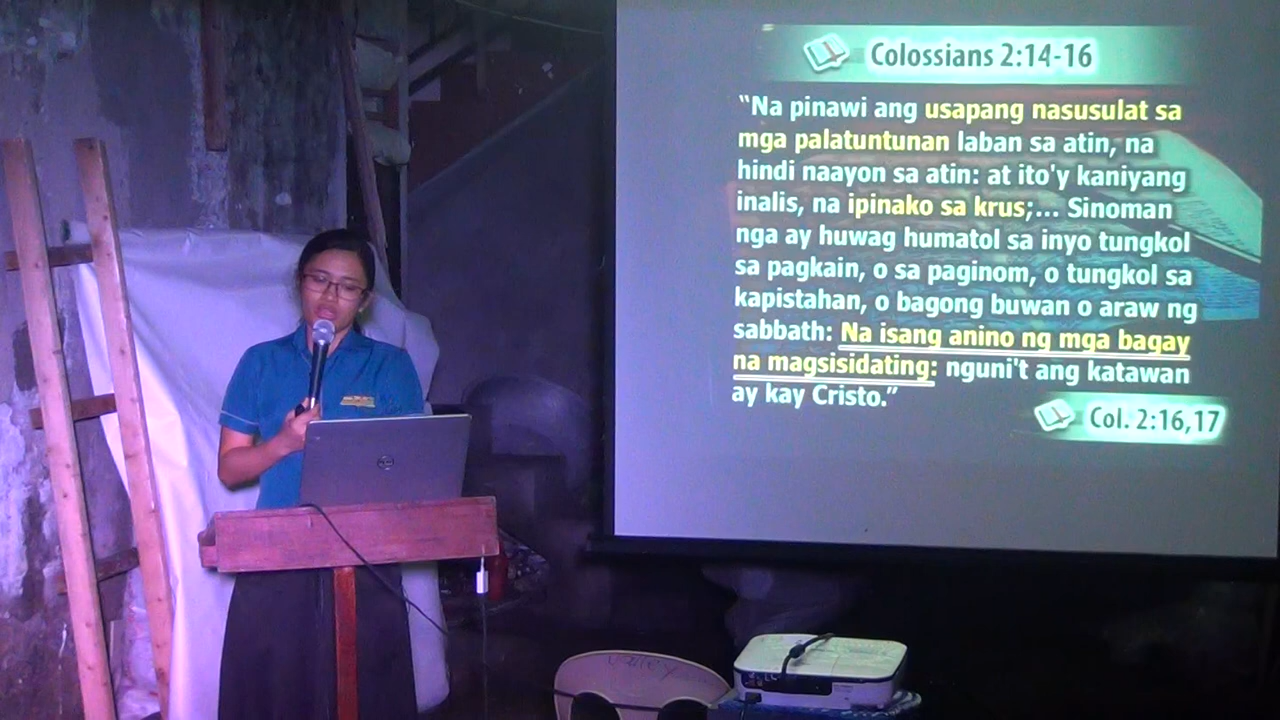 Colossians 2:14-16
“Na pinawi ang usapang nasusulat sa
mga palatuntunan laban sa atin, na
hindi naayon sa atin: at ito'y kaniyang
inalis, na ipinako sa krus;... Sinoman
nga ay huwag humatol sa inyo tungkol
sa pagkain, o sa paginom, o tungkol sa
kapistahan, o bagong buwan o araw ng
sabbath: Na isang anino ng mga bagay
na magsisidating: nguni't ang katawan
ay kay Cristo.”
Col. 2:16,17
DELL